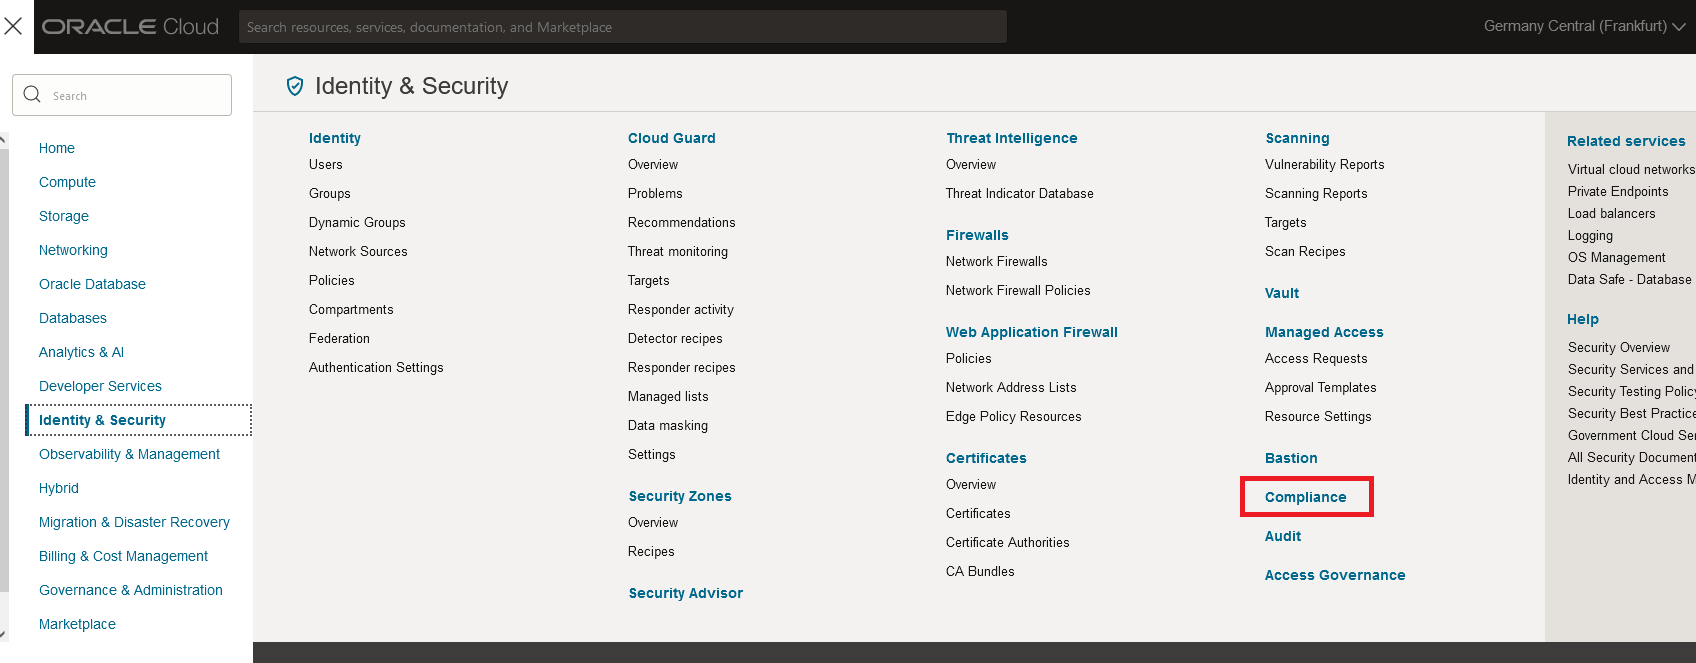 ORACLE Cloud
Search resources, services, documentation, and Marketplace
Germany Central (Frankfurt)
Search
Home
Compute
Storage
Networking
Oracle Database
Databases
Analytics & AI
Developer Services
Identity & Security
Observability & Management
Hybrid
Migration & Disaster Recovery
Billing & Cost Management
Governance & Administration
Marketplace
Identity & Security
Identity
Users
Groups
Dynamic Groups
Network Sources
Policies
Compartments
Federation
Authentication Settings
Cloud Guard
Overview
Problems
Recommendations
Threat monitoring
Targets
Responder activity
Detector recipes
Responder recipes
Managed lists
Data masking
Settings
Security Zones
Overview
Recipes
Security Advisor
Threat Intelligence
Overview
Threat Indicator Database
Firewalls
Network Firewalls
Network Firewall Policies
Web Application Firewall
Policies
Network Address Lists
Edge Policy Resources
Certificates
Overview
Certificates
Certificate Authorities
CA Bundles
Scanning
Vulnerability Reports
Scanning Reports
Targets
Scan Recipes
Vault
Managed Access
Access Requests
Approval Templates
Resource Settings
Bastion
Compliance
Audit
Access Governance
Related services
Virtual cloud networks
Private Endpoints
Load balancers
Logging
OS Management
Data Safe - Database
Help
Security Overview
Security Services and
Security Testing Policy
Security Best Practice
Government Cloud Ser
All Security Document
Identity and Access M